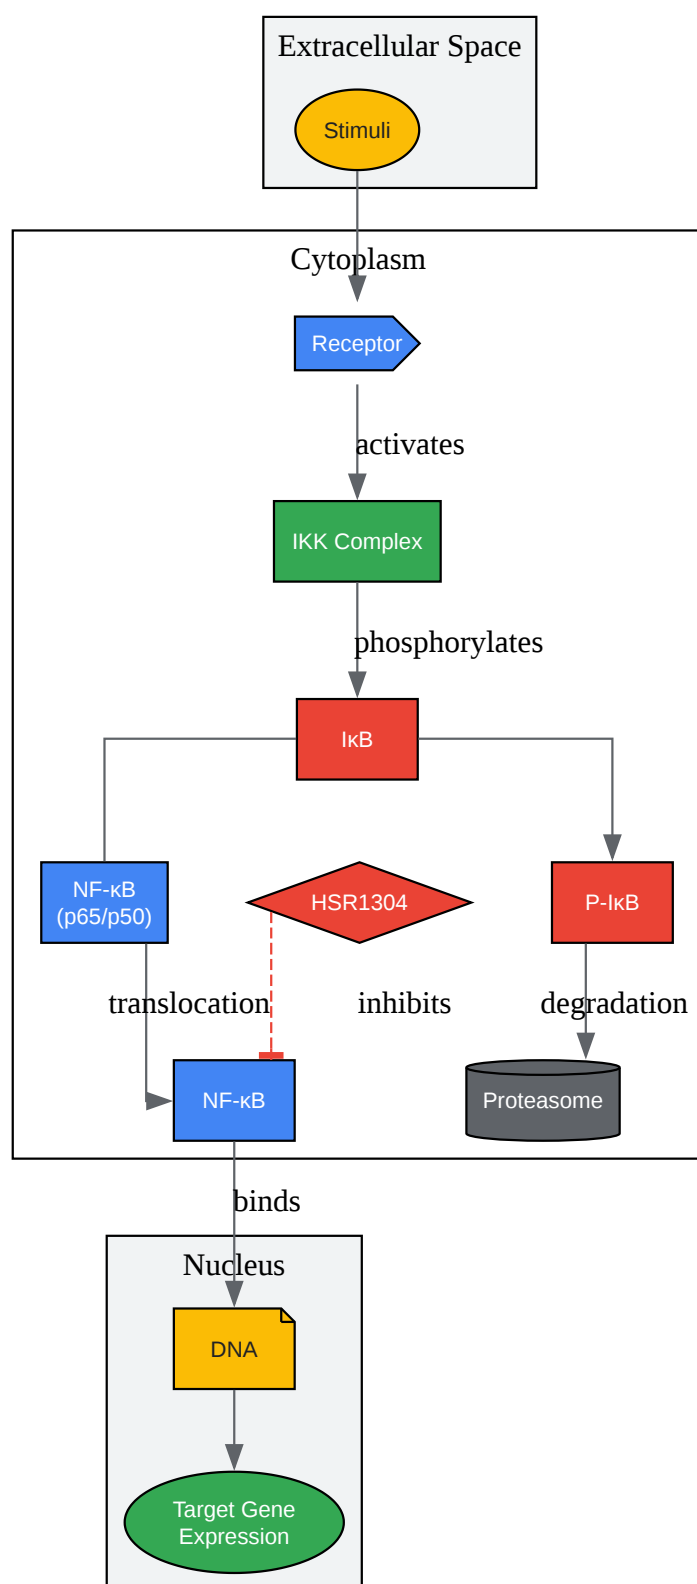 Extracellular Space
Stimuli
Cytoplasm
Receptor
activates
IKK Complex
phosphorylates
IκB
NF-κB
(p65/p50)
HSR1304
P-IκB
translocation
inhibits
degradation
NF-κB
Proteasome
binds
Nucleus
DNA
Target Gene
Expression